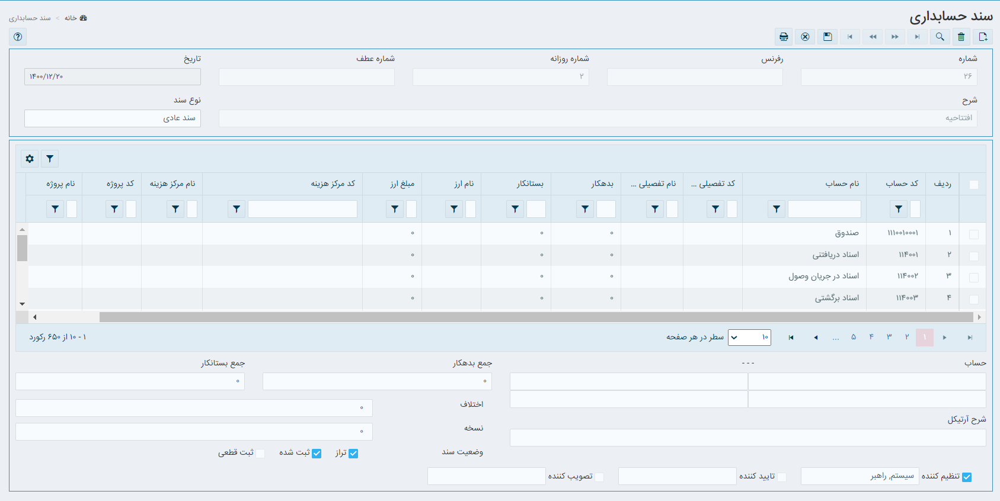 سند حسابداری
خانه > سند حسابداری
شماره
رفرنس
شماره روزانه
شماره عطف
تاریخ
۲۶
۲
۱۴۰۰/۱۲/۲۰
شرح
نوع سند
افتتاحیه
سند عادی
ردیف کد حساب نام حساب کد تفصیلی ... نام تفصیلی ... بدهکار بستانکار نام ارز مبلغ ارز کد مرکز هزینه نام مرکز هزینه کد پروژه نام پروژه
۱ ۱۱۱۰۰۱۰۰۰۱ صندوق ۰ ۰ ۰
۲ ۱۱۴۰۰۱ اسناد دریافتنی ۰ ۰ ۰
۳ ۱۱۴۰۰۲ اسناد در جریان وصول ۰ ۰ ۰
۴ ۱۱۴۰۰۳ اسناد برگشتی ۰ ۰ ۰
۱ ۲ ۳ ۴ ۵ ... ۱۰ سطر در هر صفحه
۱ - ۱۰ از ۶۵۰ رکورد
حساب
- - -
جمع بدهکار
جمع بستانکار
۰
۰
اختلاف ۰
شرح آرتیکل
نسخه ۰
وضعیت سند تراز ثبت شده ثبت قطعی
تنظیم کننده سیستم, راهبر تایید کننده تصویب کننده